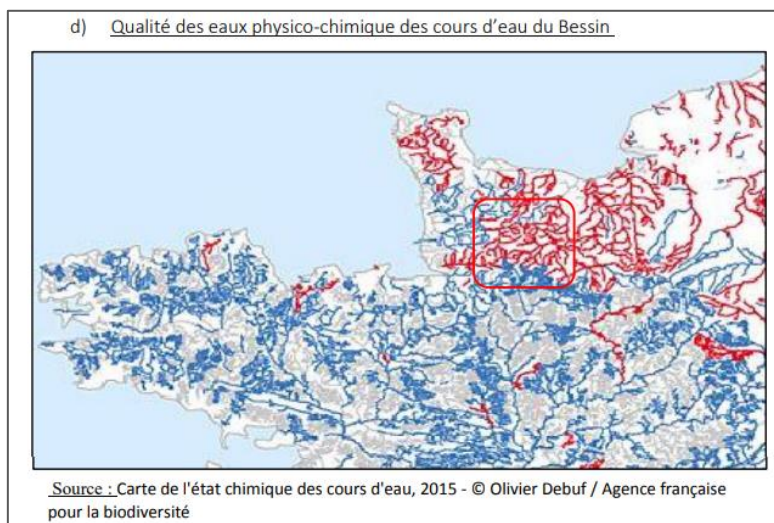 d) Qualité des eaux physico-chimique des cours d'eau du Bessin
Source : Carte de l'état chimique des cours d'eau, 2015 - © Olivier Debuf / Agence française
pour la biodiversité